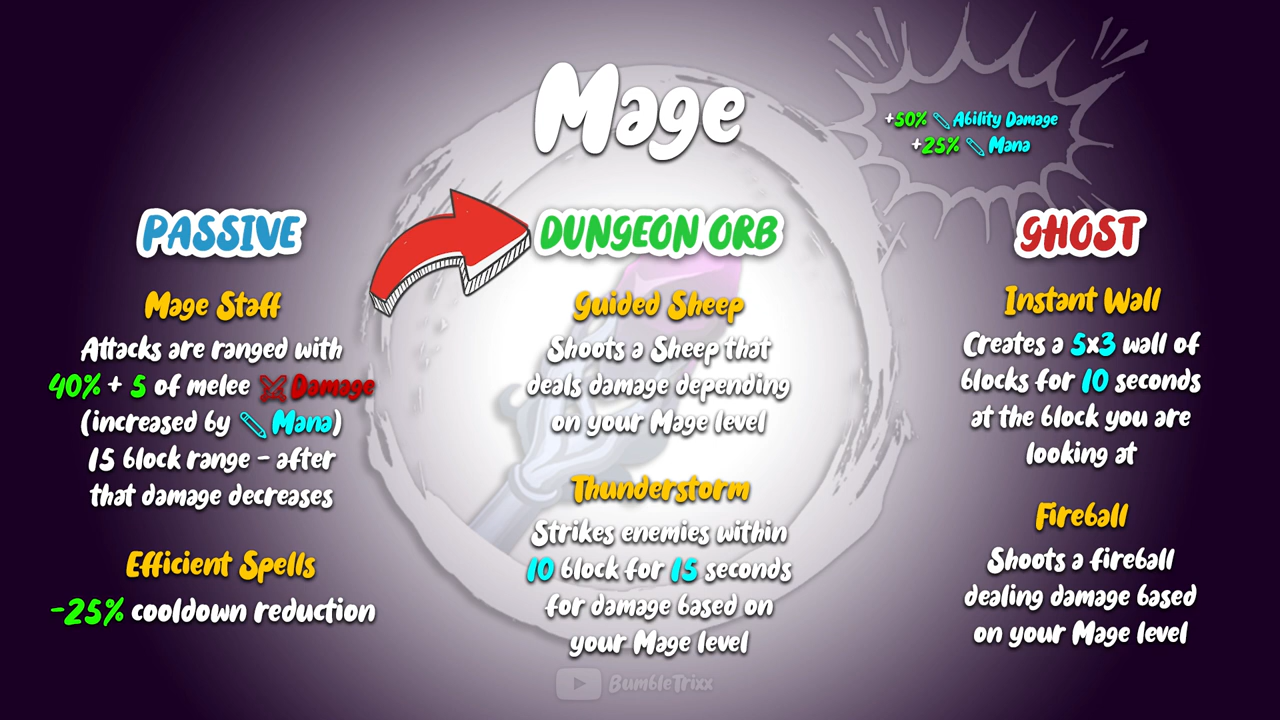 Mage
+50% Ability Damage
+25% Mana
PASSIVE
Mage Staff
Attacks are ranged with
40% + 5 of melee Damage
(increased by Mana)
15 block range - after
that damage decreases
Efficient Spells
-25% cooldown reduction
DUNGEON ORB
Guided Sheep
Shoots a Sheep that
deals damage depending
on your Mage level
Thunderstorm
Strikes enemies within
10 block for 15 seconds
for damage based on
your Mage level
GHOST
Instant Wall
Creates a 5x3 wall of
blocks for 10 seconds
at the block you are
looking at
Fireball
Shoots a fireball
dealing damage based
on your Mage level
BumbleTrixx